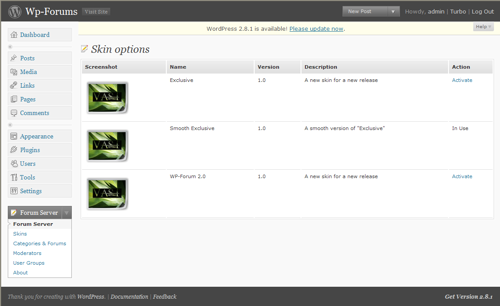 Wp-Forums Visit Site
New Post Howdy, admin | Turbo | Log Out
WordPress 2.8.1 is available! Please update now.
Help
Dashboard
Posts
Media
Links
Pages
Comments
Appearance
Plugins
Users
Tools
Settings
Forum Server
Forum Server
Skins
Categories & Forums
Moderators
User Groups
About
Skin options
Screenshot Name Version Description Action
Exclusive 1.0 A new skin for a new release Activate
Smooth Exclusive 1.0 A smooth version of "Exclusive" In Use
WP-Forum 2.0 1.0 A new skin for a new release Activate
Thank you for creating with WordPress. | Documentation | Feedback
Get Version 2.8.1